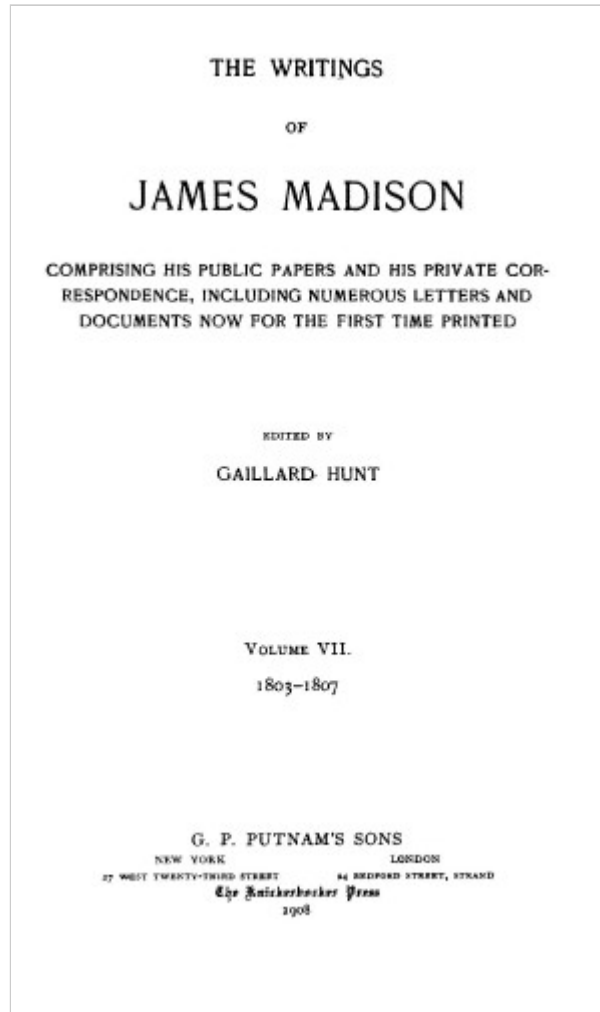 THE WRITINGS
OF
JAMES MADISON
COMPRISING HIS PUBLIC PAPERS AND HIS PRIVATE COR-
RESPONDENCE, INCLUDING NUMEROUS LETTERS AND
DOCUMENTS NOW FOR THE FIRST TIME PRINTED
EDITED BY
GAILLARD HUNT
VOLUME VII.
1803–1807
G. P. PUTNAM'S SONS
NEW YORK LONDON
27 WEST TWENTY-THIRD STREET 24 BEDFORD STREET, STRAND
The Knickerbocker Press
1908